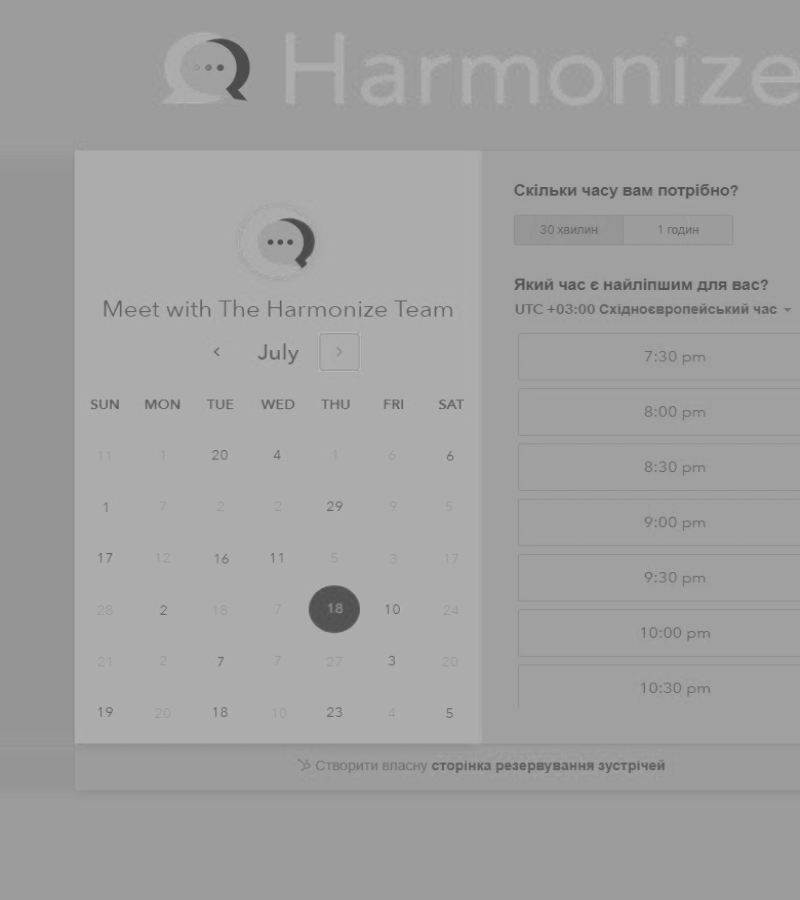 Harmonize
Meet with The Harmonize Team
July
SUN MON TUE WED THU FRI SAT
11 1 20 4 1 6 6
1 7 2 2 29 9 5
17 12 16 11 5 3 17
28 2 18 7 18 10 24
21 2 7 7 27 3 20
19 20 18 10 23 4 5
Скільки часу вам потрібно?
30 хвилин 1 годин
Який час є найліпшим для вас?
UTC +03:00 Східноєвропейський час
7:30 pm
8:00 pm
8:30 pm
9:00 pm
9:30 pm
10:00 pm
10:30 pm
Створити власну сторінка резервування зустрічей